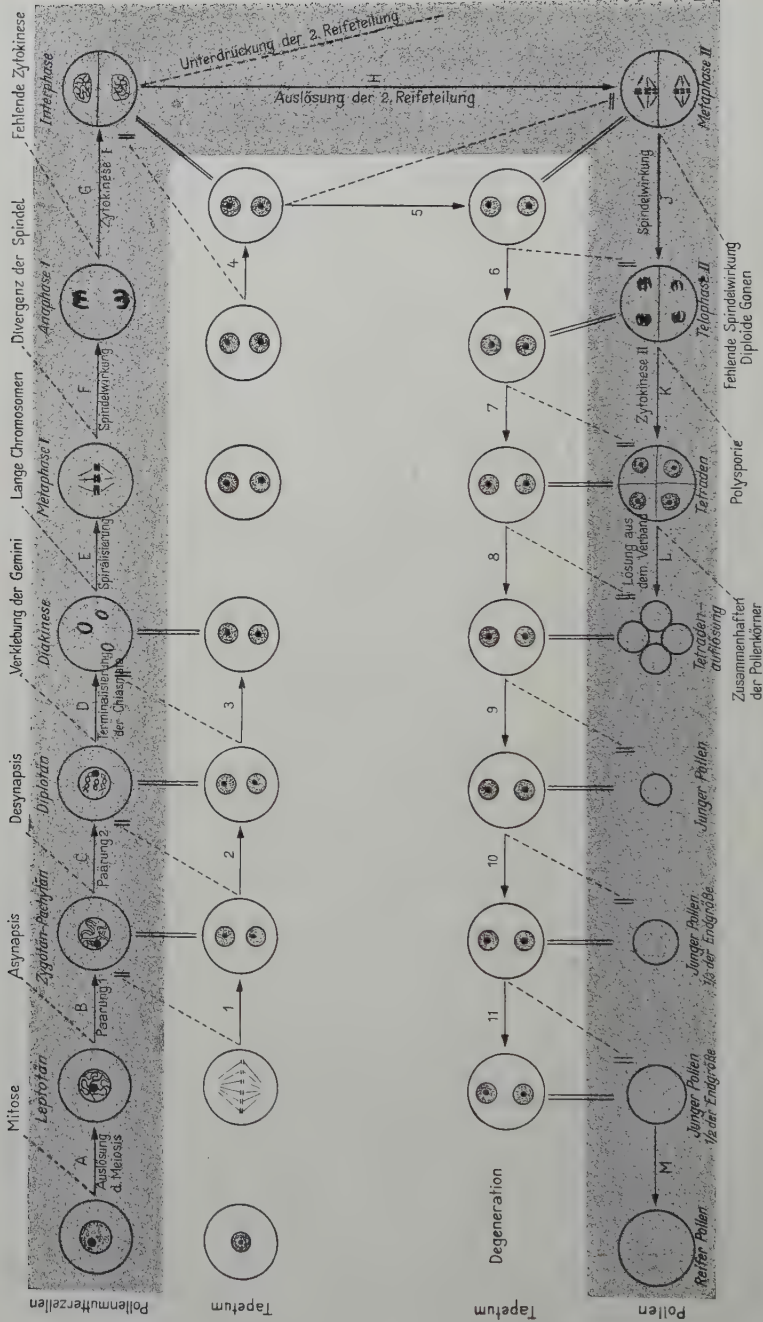 Mitose
Asynapsis
Desynapsis
Verklebung der Gemini
Lange Chromosomen
Divergenz der Spindel
Fehlende Zytokinese
Pollenmutterzellen
Leptotän
Zygotän-Pachytän
Diplotän
Diakinese
Metaphase I
Anaphase I
Interphase
A
Auslösung
d. Meiosis
B
Paarung 1
C
Paarung 2
D
Terminalisierung
der Chiasmata
E
Spiralisierung
F
Spindelwirkung
G
Zytokinese I
Unterdrückung der 2. Reifeteilung
H
Auslösung der 2. Reifeteilung
Tapetum
1
2
3
4
5
Tapetum
Degeneration
11
10
9
8
7
6
Pollen
Reifer Pollen
M
Junger Pollen
1/2 der Endgröße
Junger Pollen
1/3 der Endgröße
Junger Pollen
Tetraden-
auflösung
Lösung aus
dem Verband
L
Tetraden
Zytokinese II
K
Telophase II
Spindelwirkung
J
Metaphase II
Zusammenhaften
der Pollenkörner
Polysporie
Fehlende Spindelwirkung
Diploide Gonen